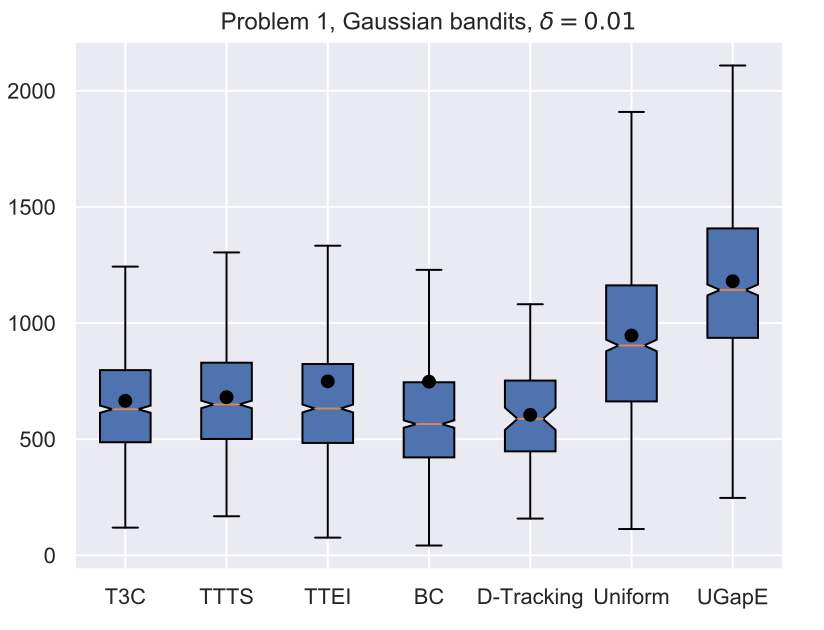 Problem 1, Gaussian bandits, δ = 0.01
2000
1500
1000
500
0
T3C TTTS TTEI BC D-Tracking Uniform UGapE